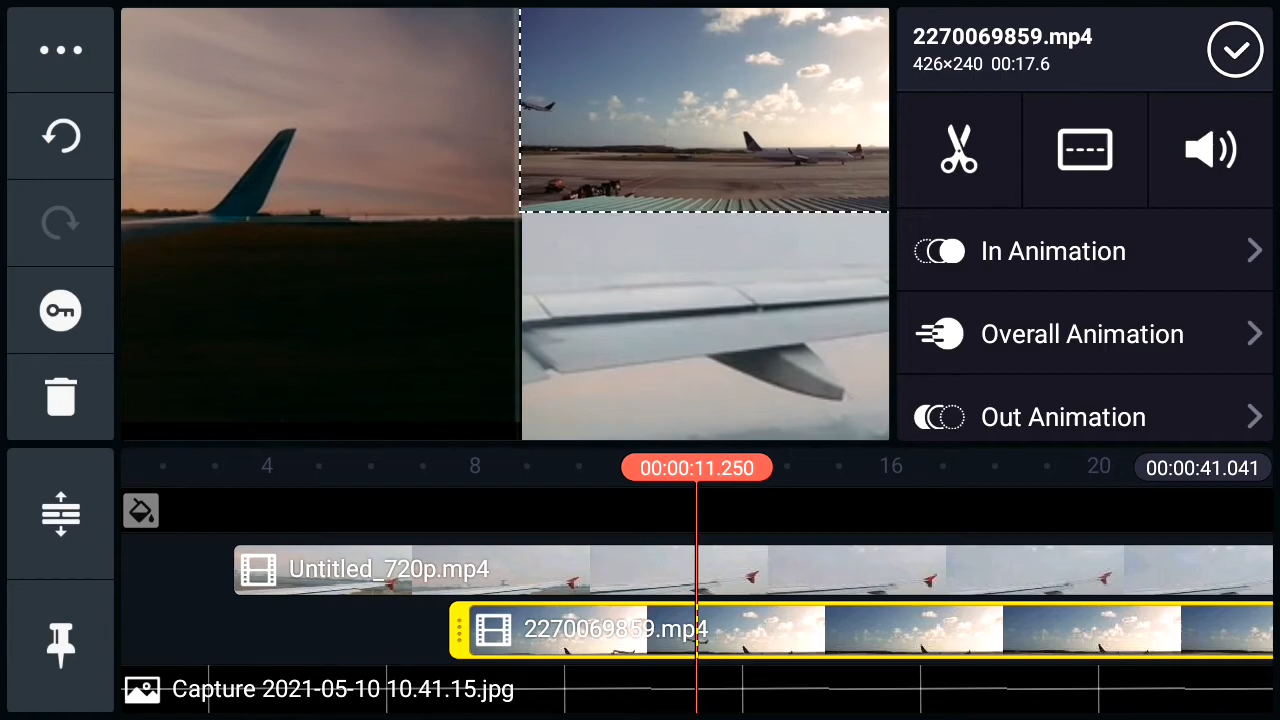 2270069859.mp4
426×240 00:17.6
In Animation
Overall Animation
Out Animation
4
8
00:00:11.250
16
20
00:00:41.041
Untitled_720p.mp4
2270069859.mp4
Capture 2021-05-10 10.41.15.jpg